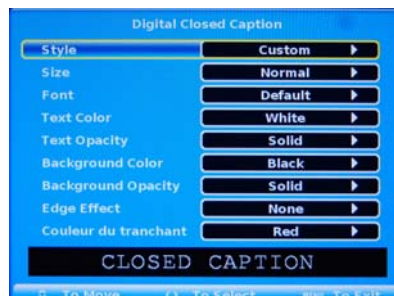 Digital Closed Caption
Style Custom
Size Normal
Font Default
Text Color White
Text Opacity Solid
Background Color Black
Background Opacity Solid
Edge Effect None
Couleur du tranchant Red
CLOSED CAPTION
To Move To Select To Exit